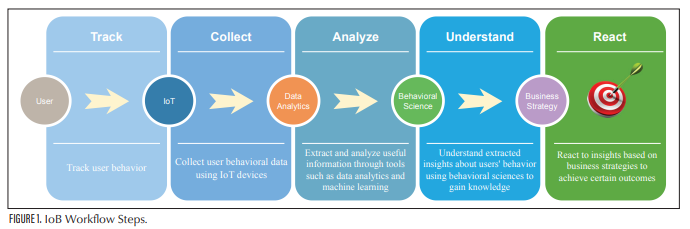 Track
Collect
Analyze
Understand
React
User
IoT
Data
Analytics
Behavioral
Science
Business
Strategy
Track user behavior
Collect user behavioral data
using IoT devices
Extract and analyze useful
information through tools
such as data analytics and
machine learning
Understand extracted
insights about users' behavior
using behavioral sciences to
gain knowledge
React to insights based on
business strategies to
achieve certain outcomes
FIGURE 1. IoB Workflow Steps.